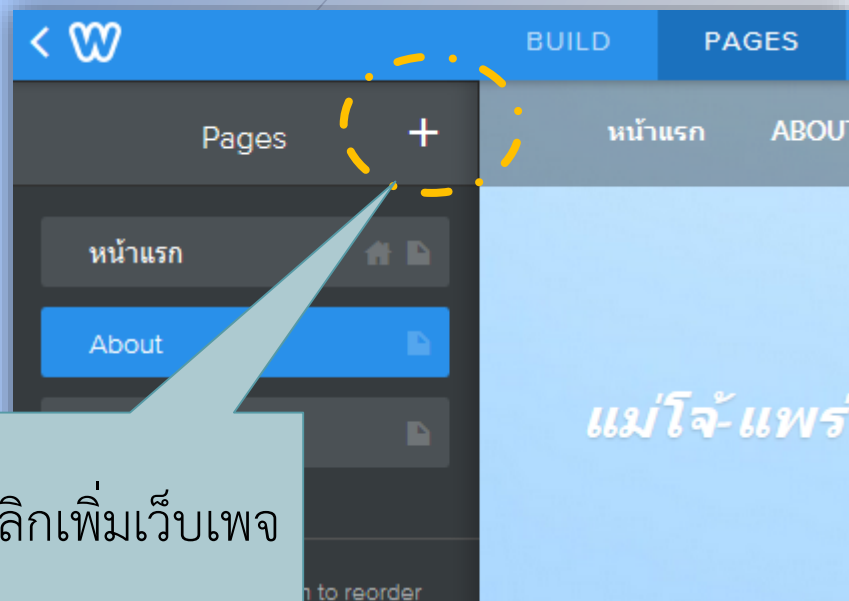 BUILD PAGES
Pages
หน้าแรก ABOUT
หน้าแรก
About
แม่โจ้-แพร่
ลิกเพิ่มเว็บเพจ
to reorder